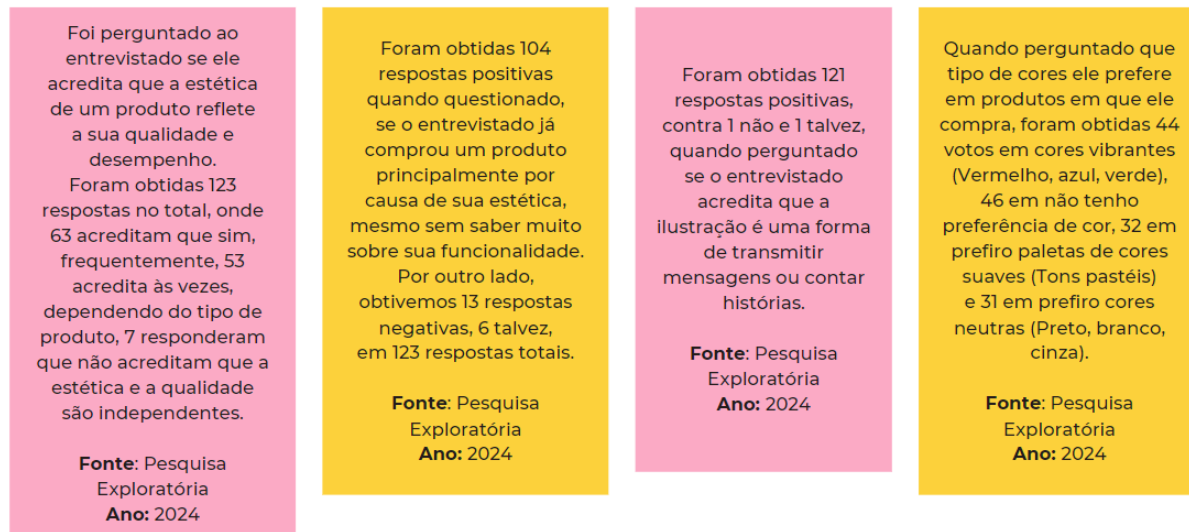 Foi perguntado ao
entrevistado se ele
acredita que a estética
de um produto reflete
a sua qualidade e
desempenho.
Foram obtidas 123
respostas no total, onde
63 acreditam que sim,
frequentemente, 53
acredita às vezes,
dependendo do tipo de
produto, 7 responderam
que não acreditam que a
estética e a qualidade
são independentes.
Fonte: Pesquisa
Exploratória
Ano: 2024
Foram obtidas 104
respostas positivas
quando questionado,
se o entrevistado já
comprou um produto
principalmente por
causa de sua estética,
mesmo sem saber muito
sobre sua funcionalidade.
Por outro lado,
obtivemos 13 respostas
negativas, 6 talvez,
em 123 respostas totais.
Fonte: Pesquisa
Exploratória
Ano: 2024
Foram obtidas 121
respostas positivas,
contra 1 não e 1 talvez,
quando perguntado
se o entrevistado
acredita que a
ilustração é uma forma
de transmitir
mensagens ou contar
histórias.
Fonte: Pesquisa
Exploratória
Ano: 2024
Quando perguntado que
tipo de cores ele prefere
em produtos em que ele
compra, foram obtidas 44
votos em cores vibrantes
(Vermelho, azul, verde),
46 em não tenho
preferência de cor, 32 em
prefiro paletas de cores
suaves (Tons pastéis)
e 31 em prefiro cores
neutras (Preto, branco,
cinza).
Fonte: Pesquisa
Exploratória
Ano: 2024